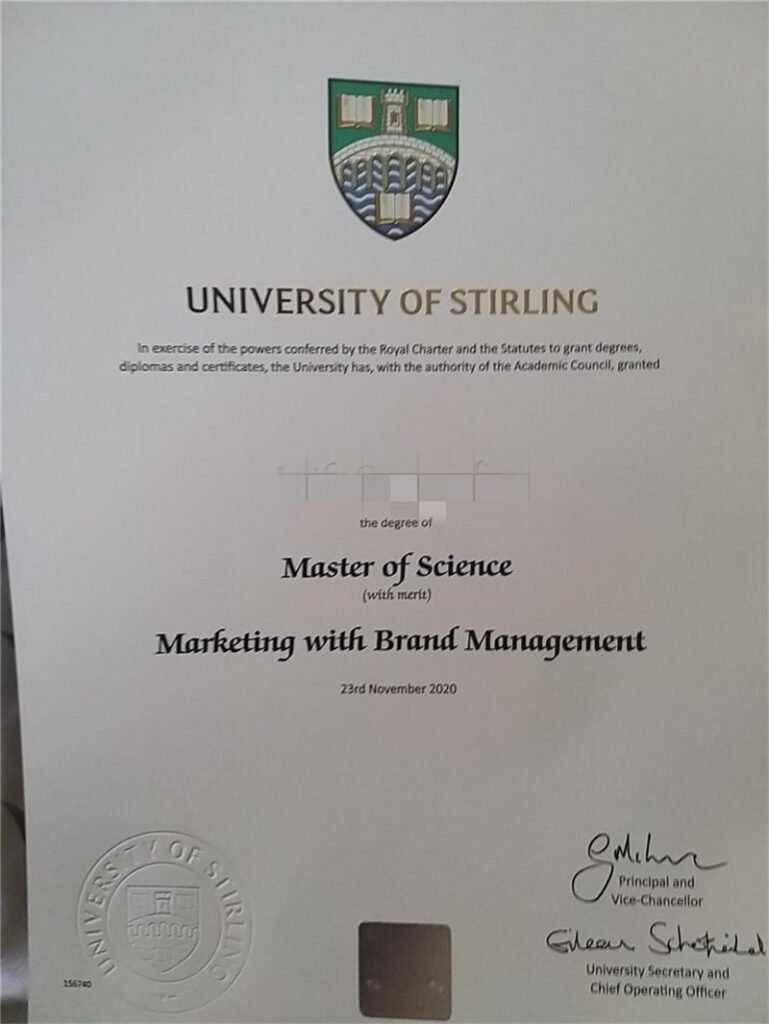 UNIVERSITY OF STIRLING
In exercise of the powers conferred by the Royal Charter and the Statutes to grant degrees,
diplomas and certificates, the University has, with the authority of the Academic Council, granted
the degree of
Master of Science
(with merit)
Marketing with Brand Management
23rd November 2020
UNIVERSITY OF STIRLING
Principal and
Vice-Chancellor
University Secretary and
Chief Operating Officer
156740